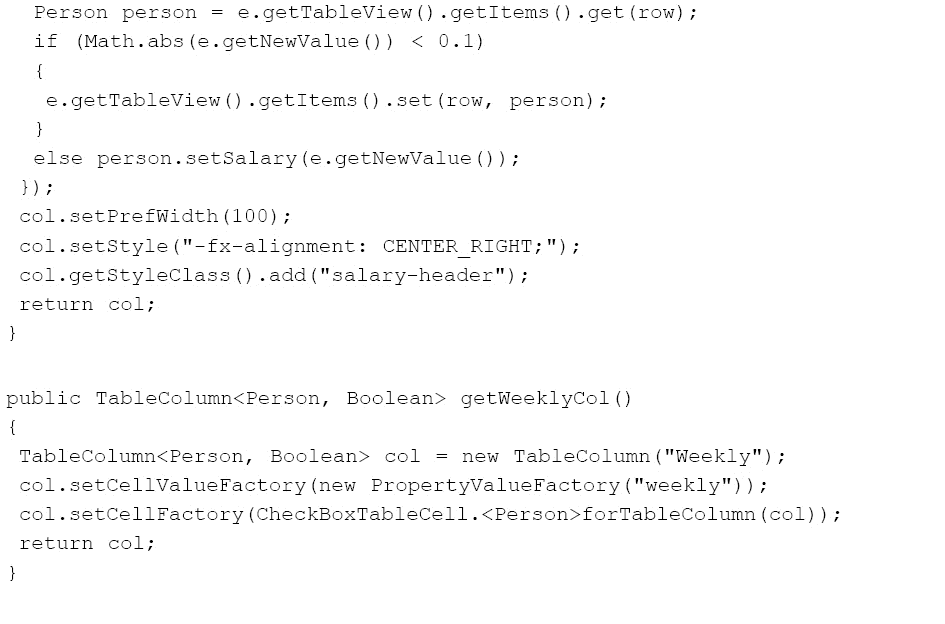 Person person = e.getTableView().getItems().get(row);
if (Math.abs(e.getNewValue()) < 0.1)
{
e.getTableView().getItems().set(row, person);
}
else person.setSalary(e.getNewValue());
});
col.setPrefWidth(100);
col.setStyle("-fx-alignment: CENTER_RIGHT;");
col.getStyleClass().add("salary-header");
return col;
}
public TableColumn<Person, Boolean> getWeeklyCol()
{
TableColumn<Person, Boolean> col = new TableColumn("Weekly");
col.setCellValueFactory(new PropertyValueFactory("weekly"));
col.setCellFactory(CheckBoxTableCell.<Person>forTableColumn(col));
return col;
}